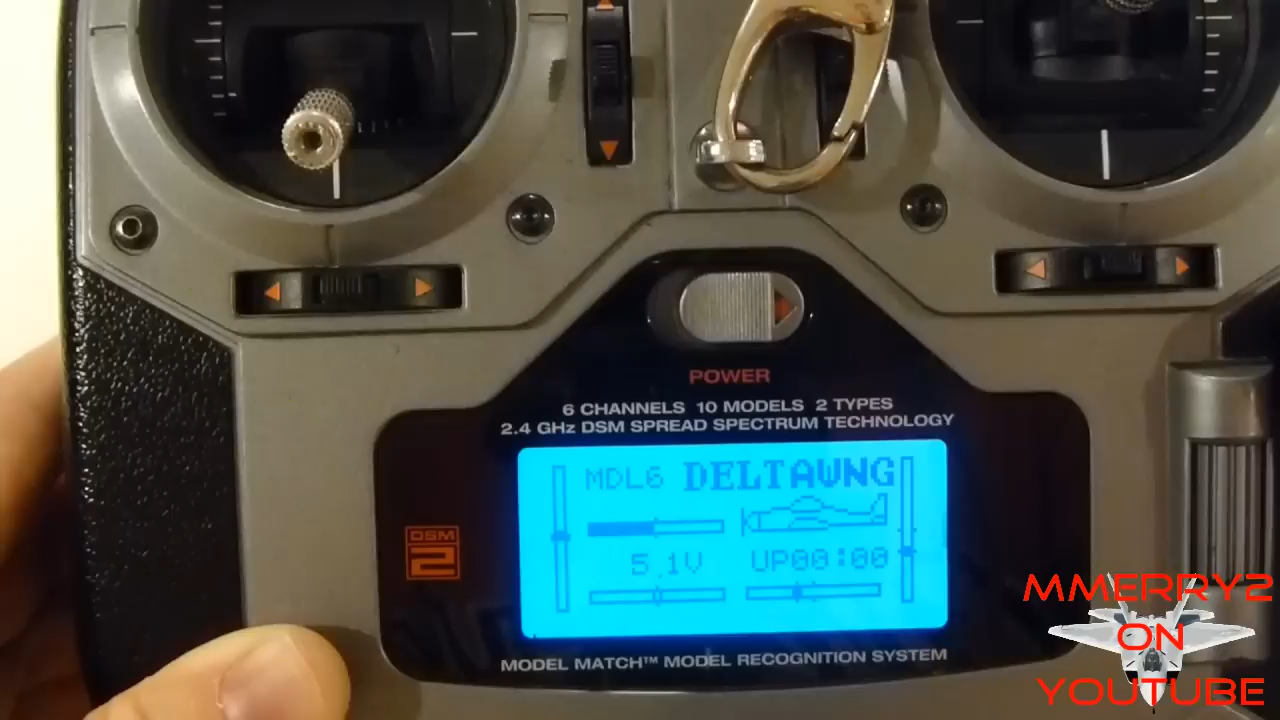 POWER
6 CHANNELS 10 MODELS 2 TYPES
2.4 GHz DSM SPREAD SPECTRUM TECHNOLOGY
MDL6 DELTAWNG
5.1V UP00:00
DSM
2
MODEL MATCH™ MODEL RECOGNITION SYSTEM
MMERRY2
ON
YOUTUBE